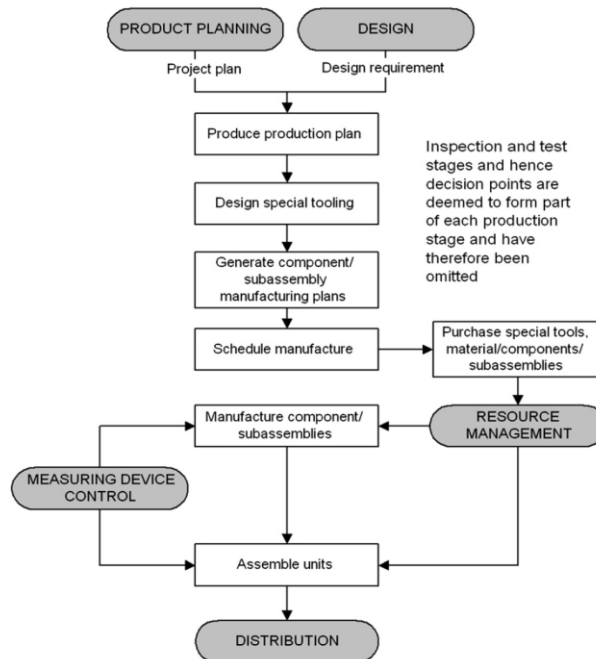 PRODUCT PLANNING
DESIGN
Project plan
Design requirement
Produce production plan
Inspection and test
stages and hence
decision points are
deemed to form part
of each production
stage and have
therefore been
omitted
Design special tooling
Generate component/
subassembly
manufacturing plans
Schedule manufacture
Purchase special tools,
material/components/
subassemblies
Manufacture component/
subassemblies
RESOURCE
MANAGEMENT
MEASURING DEVICE
CONTROL
Assemble units
DISTRIBUTION